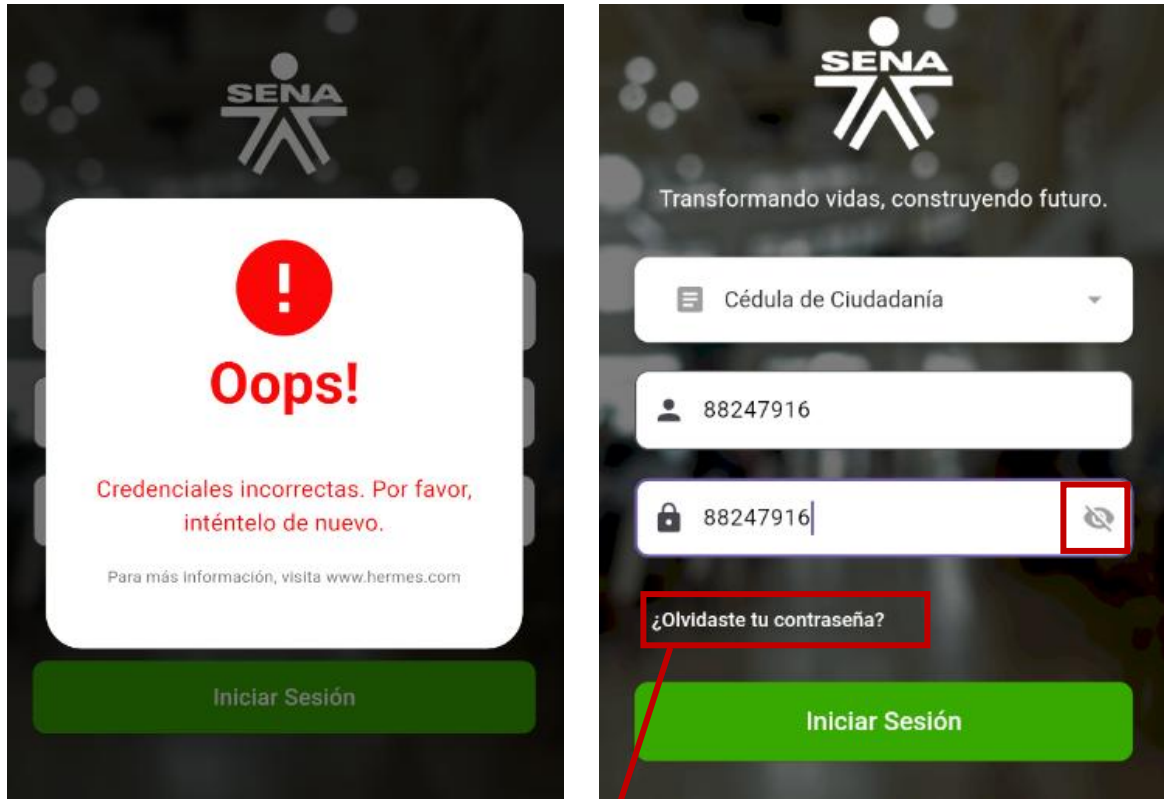 SENA
Oops!
Credenciales incorrectas. Por favor,
inténtelo de nuevo.
Para más información, visita www.hermes.com
Iniciar Sesión
SENA
Transformando vidas, construyendo futuro.
Cédula de Ciudadanía
88247916
88247916
¿Olvidaste tu contraseña?
Iniciar Sesión